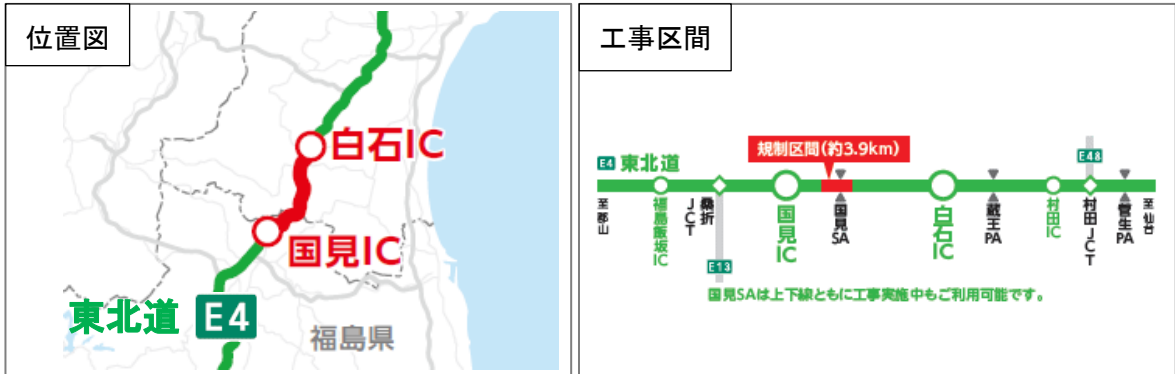 位置図
白石IC
国見IC
東北道 E4
福島県
工事区間
規制区間(約3.9km)
E4 東北道
E48
至郡山
福島飯坂IC
桑折JCT
国見IC
国見SA
白石IC
蔵王PA
村田IC
村田JCT
菅生PA
至仙台
E13
国見SAは上下線ともに工事実施中もご利用可能です。